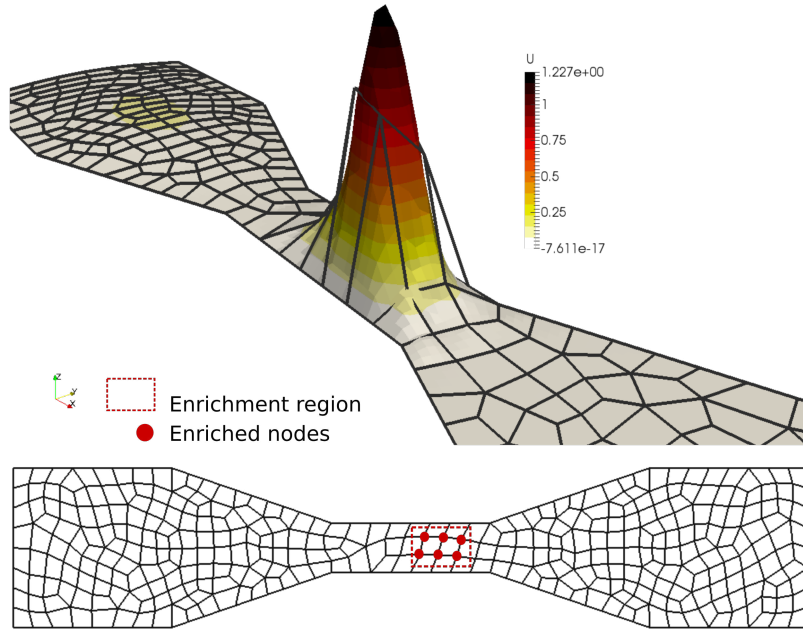 U
1.227e+00
1
0.75
0.5
0.25
-7.611e-17
Z
Y
X
Enrichment region
Enriched nodes